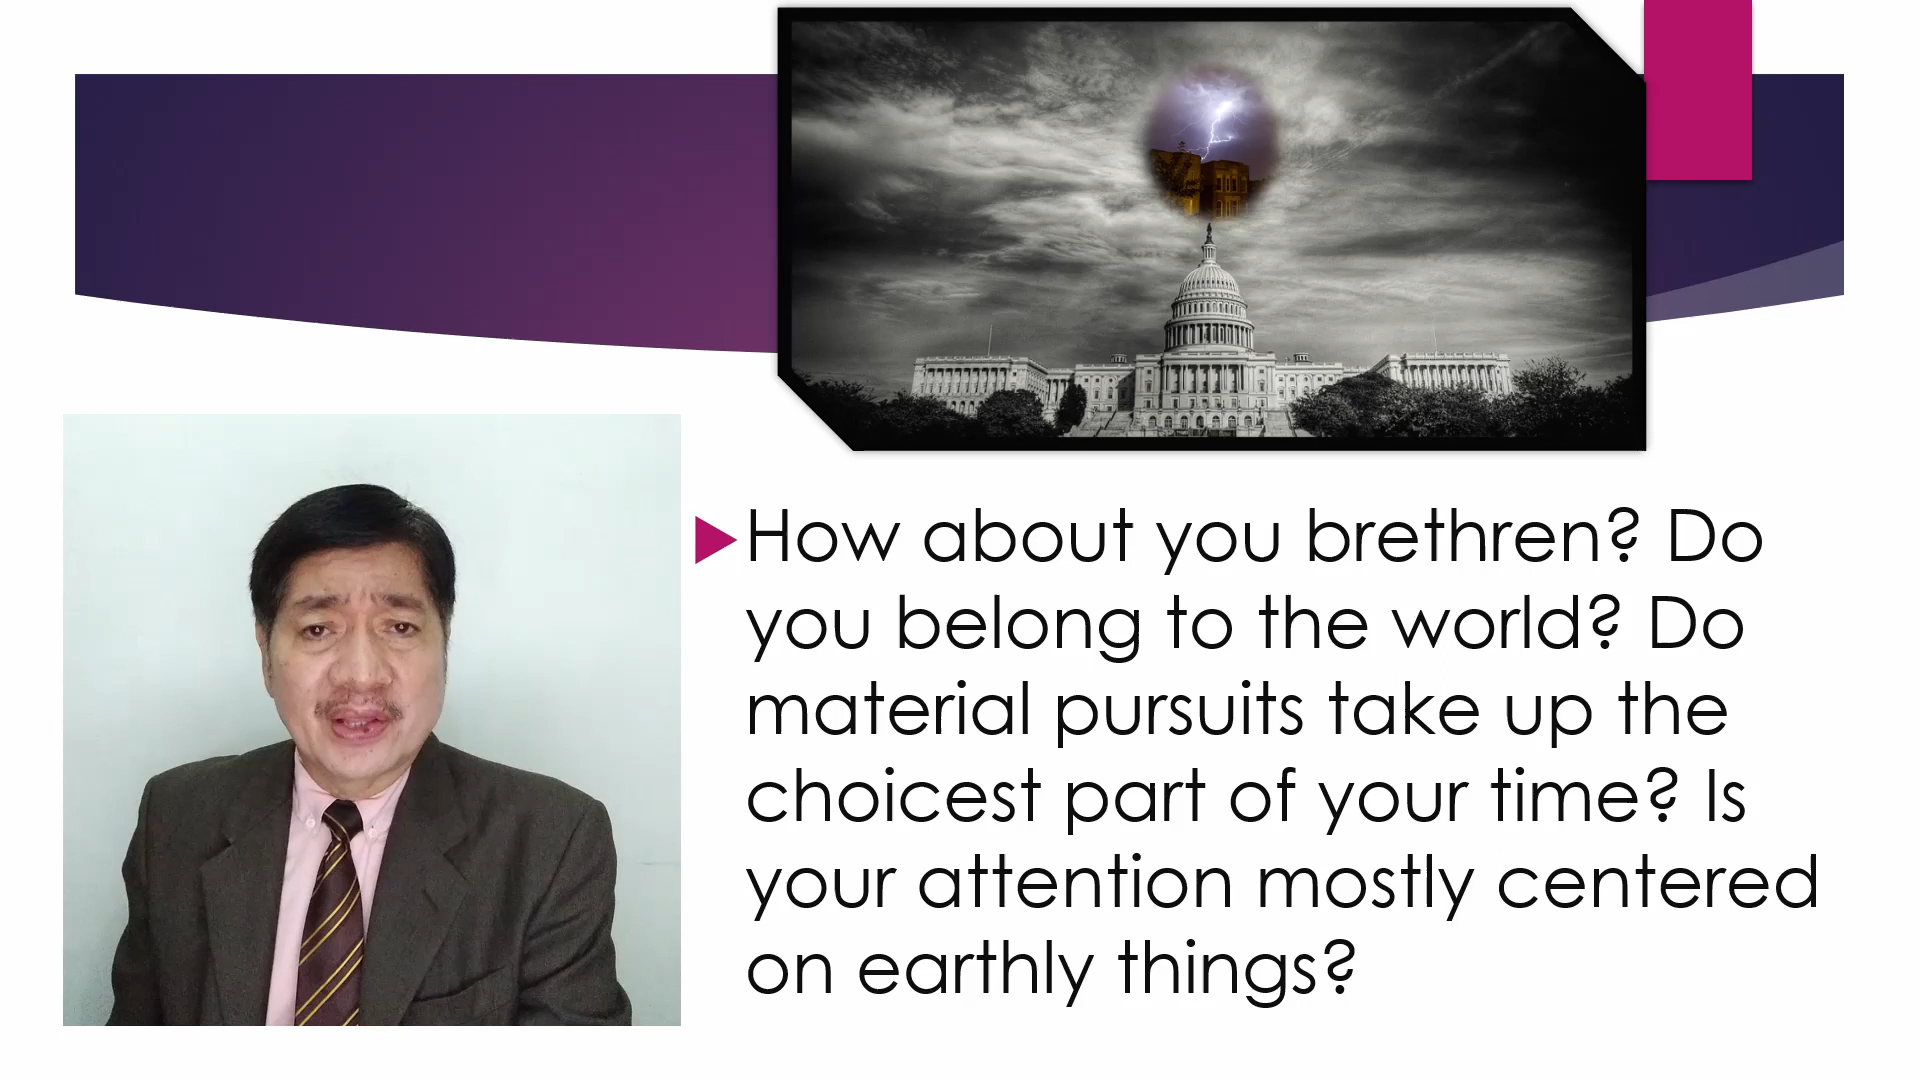 How about you brethren? Do
you belong to the world? Do
material pursuits take up the
choicest part of your time? Is
your attention mostly centered
on earthly things?